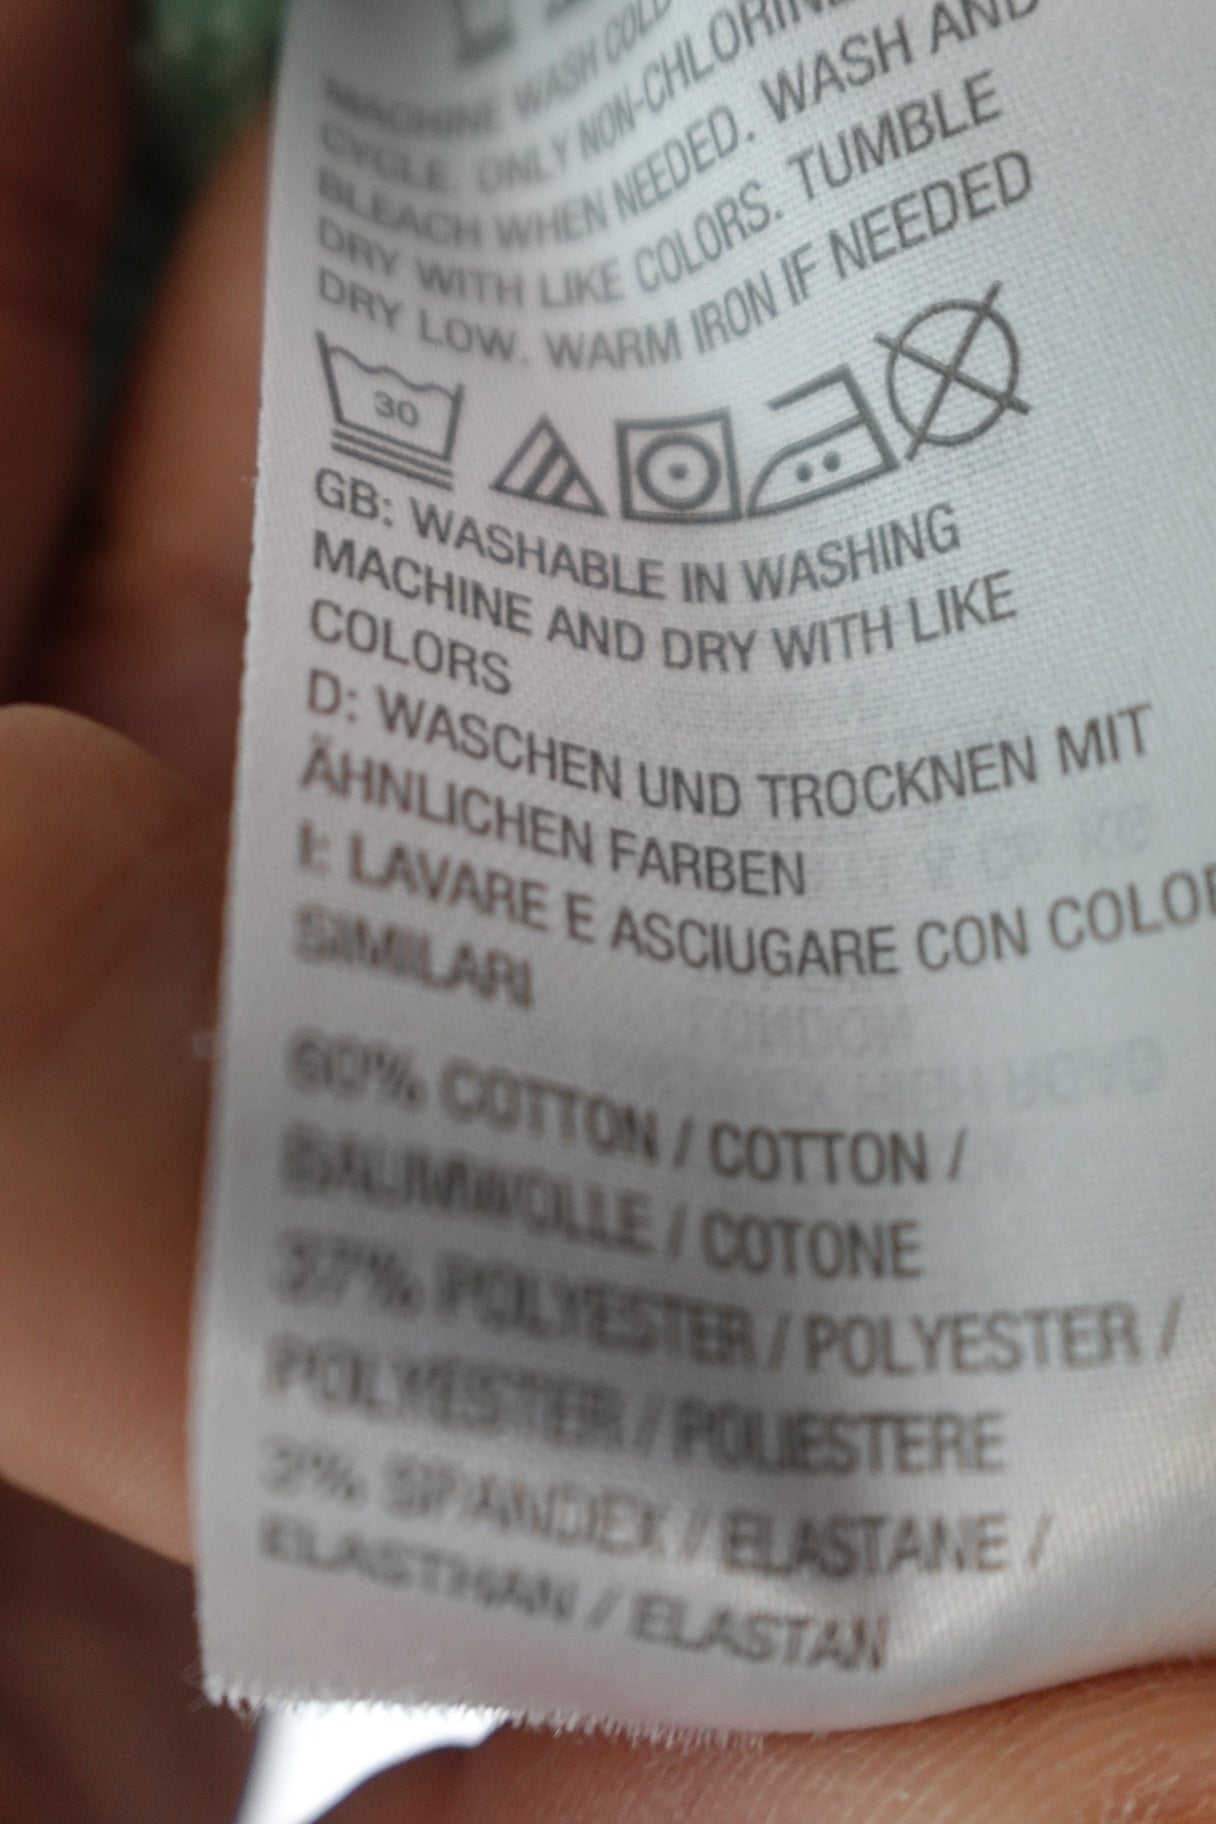 MACHINE WASH COLD
CYCLE. ONLY NON-CHLORINE
BLEACH WHEN NEEDED. WASH AND
DRY WITH LIKE COLORS. TUMBLE
DRY LOW. WARM IRON IF NEEDED
30
GB: WASHABLE IN WASHING
MACHINE AND DRY WITH LIKE
COLORS
D: WASCHEN UND TROCKNEN MIT
ÄHNLICHEN FARBEN
I: LAVARE E ASCIUGARE CON COLOR
SIMILARI
60% COTTON / COTTON /
BAUMWOLLE / COTONE
37% POLYESTER / POLYESTER /
POLYESTER / POLIESTERE
3% SPANDEX / ELASTANE /
ELASTHAN / ELASTAN